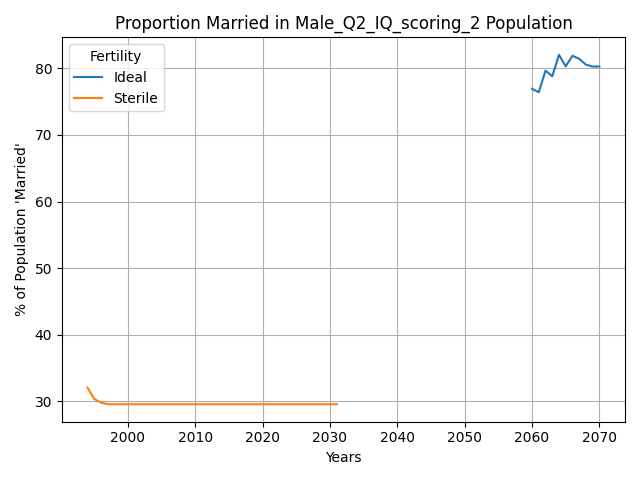 Proportion Married in Male_Q2_IQ_scoring_2 Population
Fertility
Ideal
Sterile
% of Population 'Married'
80
70
60
50
40
30
2000 2010 2020 2030 2040 2050 2060 2070
Years